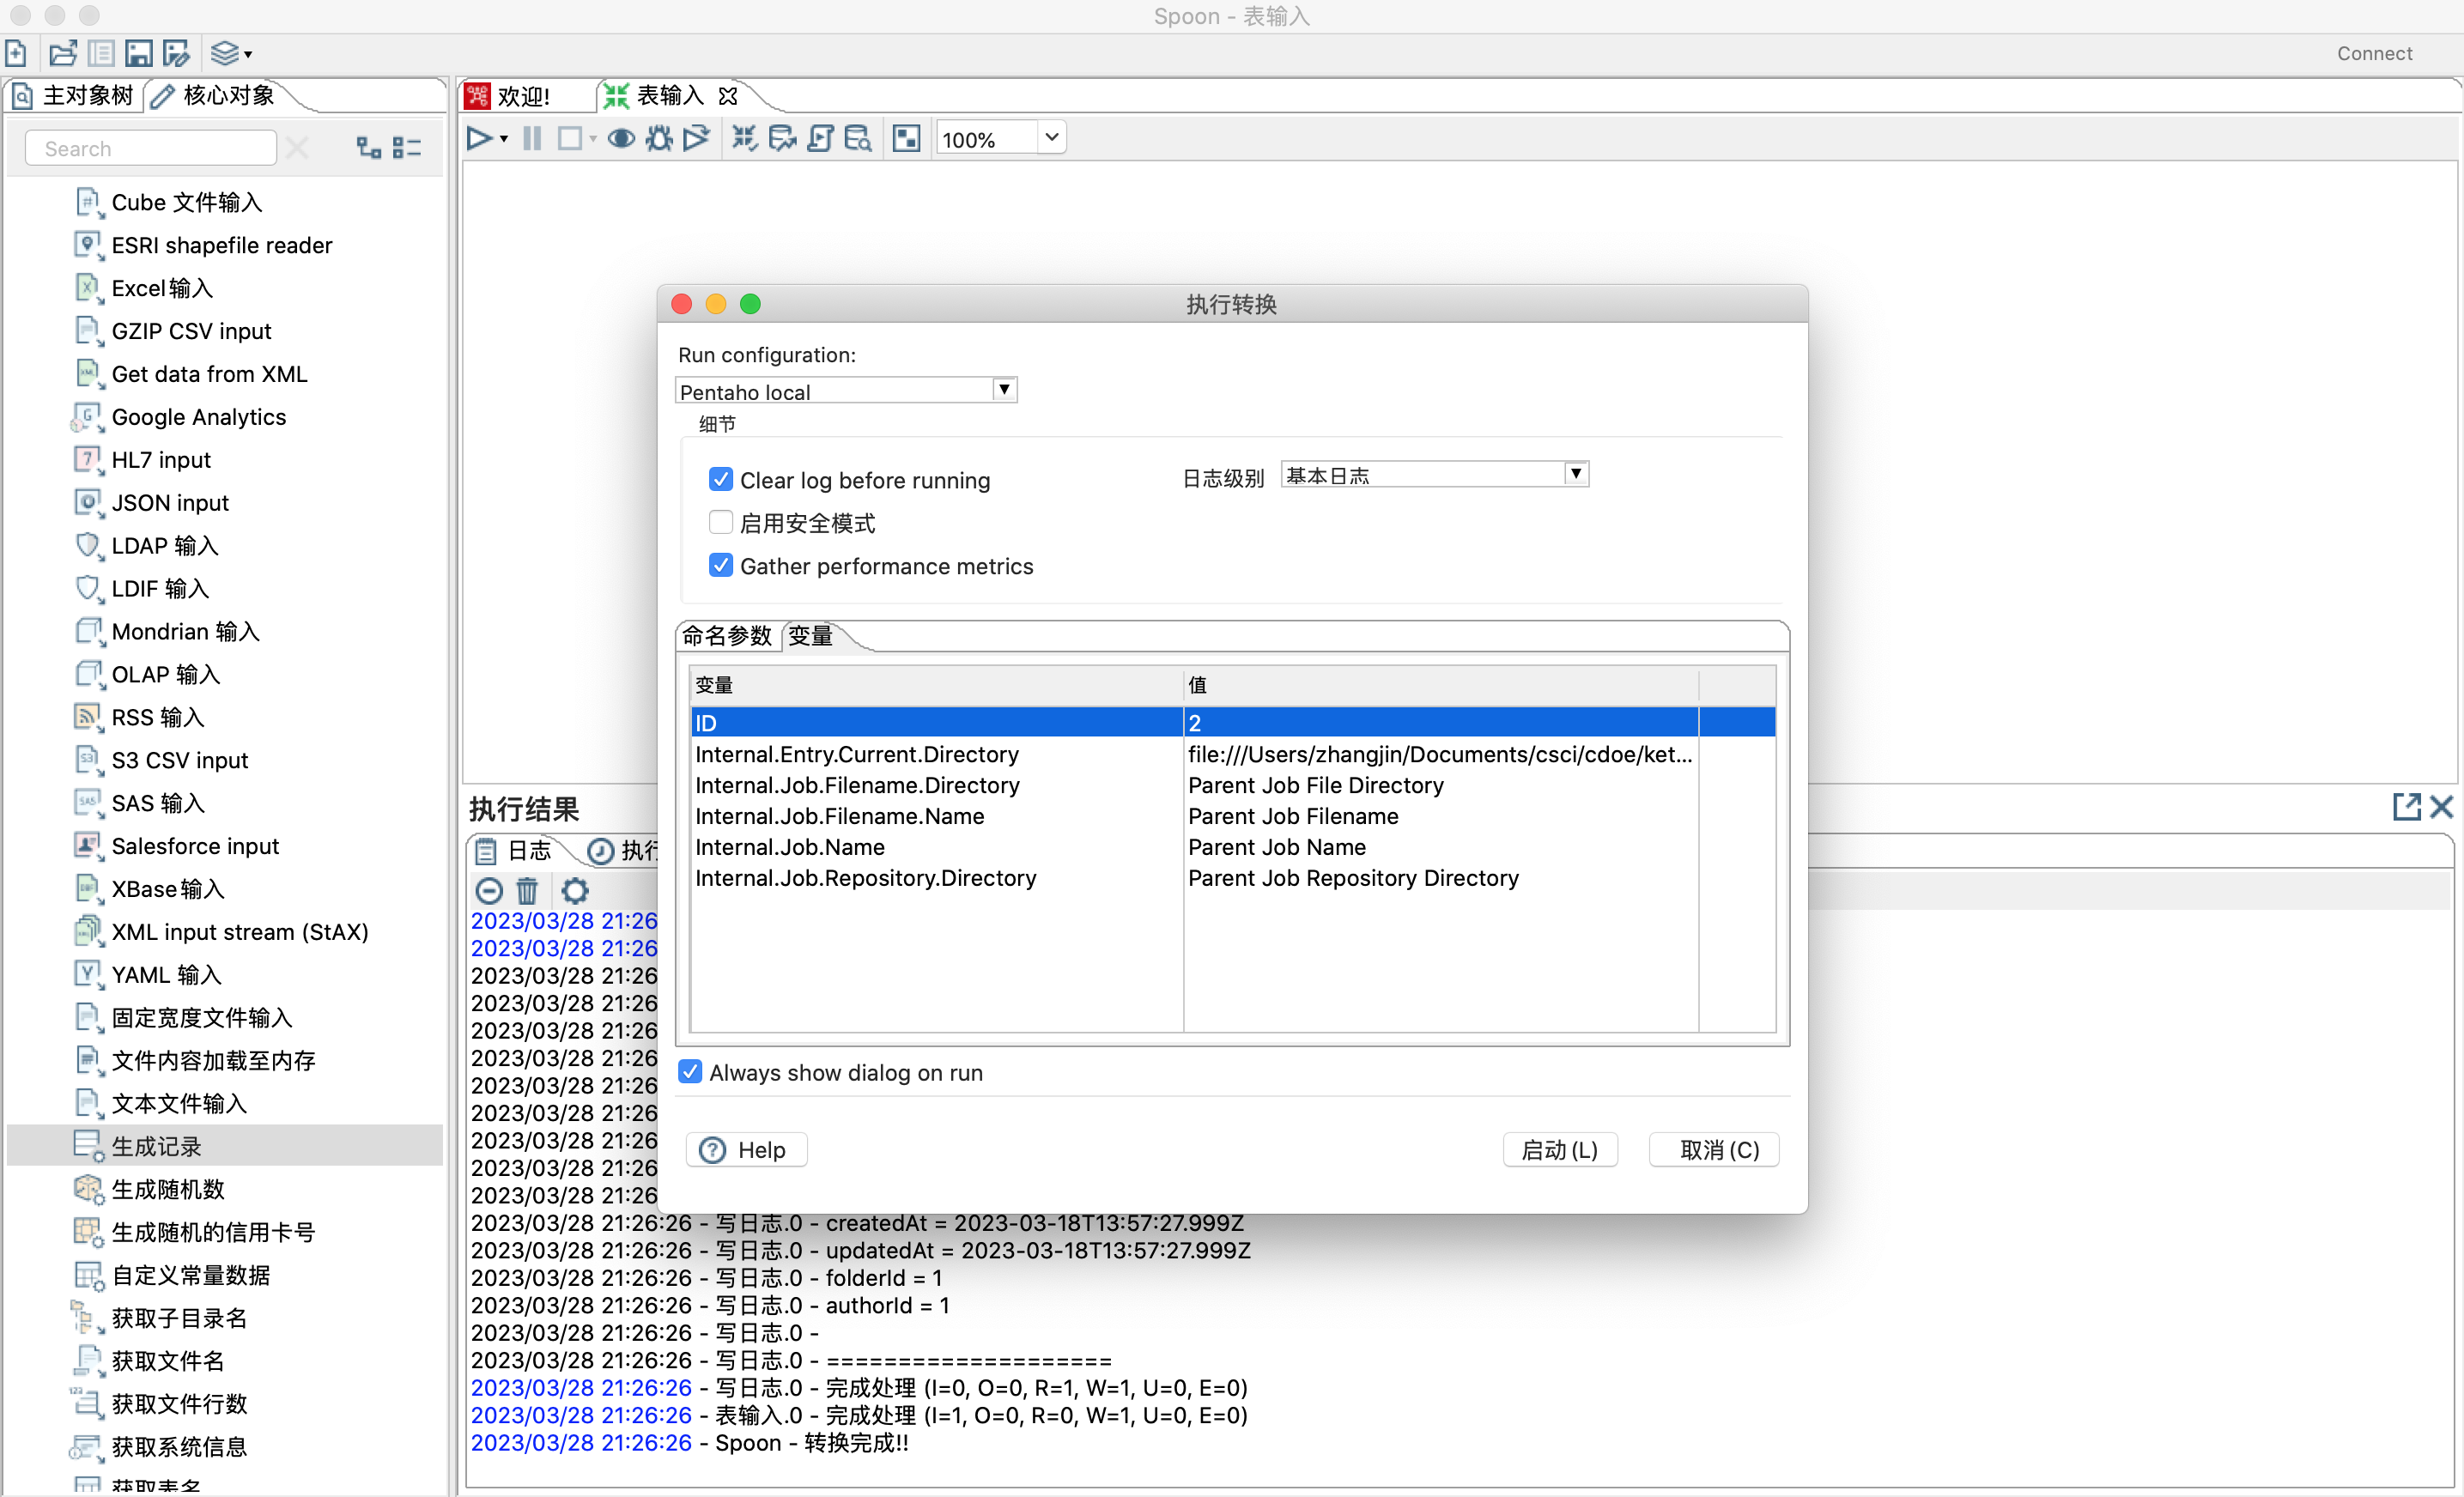 Spoon - 表输入
Connect
主对象树
核心对象
欢迎!
表输入
Search
100%
Cube 文件输入
ESRI shapefile reader
Excel输入
GZIP CSV input
Get data from XML
Google Analytics
HL7 input
JSON input
LDAP 输入
LDIF 输入
Mondrian 输入
OLAP 输入
RSS 输入
S3 CSV input
SAS 输入
Salesforce input
XBase输入
XML input stream (StAX)
YAML 输入
固定宽度文件输入
文件内容加载至内存
文本文件输入
生成记录
生成随机数
生成随机的信用卡号
自定义常量数据
获取子目录名
获取文件名
获取文件行数
获取系统信息
获取表名
执行转换
Run configuration:
Pentaho local
细节
Clear log before running
日志级别
基本日志
启用安全模式
Gather performance metrics
命名参数
变量
变量 值
ID 2
Internal.Entry.Current.Directory file:///Users/zhangjin/Documents/csci/cdoe/ket...
Internal.Job.Filename.Directory Parent Job File Directory
Internal.Job.Filename.Name Parent Job Filename
Internal.Job.Name Parent Job Name
Internal.Job.Repository.Directory Parent Job Repository Directory
Always show dialog on run
Help
启动(L)
取消(C)
执行结果
日志
执行
2023/03/28 21:26
2023/03/28 21:26
2023/03/28 21:26
2023/03/28 21:26
2023/03/28 21:26
2023/03/28 21:26
2023/03/28 21:26
2023/03/28 21:26
2023/03/28 21:26
2023/03/28 21:26
2023/03/28 21:26
2023/03/28 21:26:26 - 写日志.0 - createdAt = 2023-03-18T13:57:27.999Z
2023/03/28 21:26:26 - 写日志.0 - updatedAt = 2023-03-18T13:57:27.999Z
2023/03/28 21:26:26 - 写日志.0 - folderId = 1
2023/03/28 21:26:26 - 写日志.0 - authorId = 1
2023/03/28 21:26:26 - 写日志.0 -
2023/03/28 21:26:26 - 写日志.0 - ====================
2023/03/28 21:26:26 - 写日志.0 - 完成处理 (I=0, O=0, R=1, W=1, U=0, E=0)
2023/03/28 21:26:26 - 表输入.0 - 完成处理 (I=1, O=0, R=0, W=1, U=0, E=0)
2023/03/28 21:26:26 - Spoon - 转换完成!!